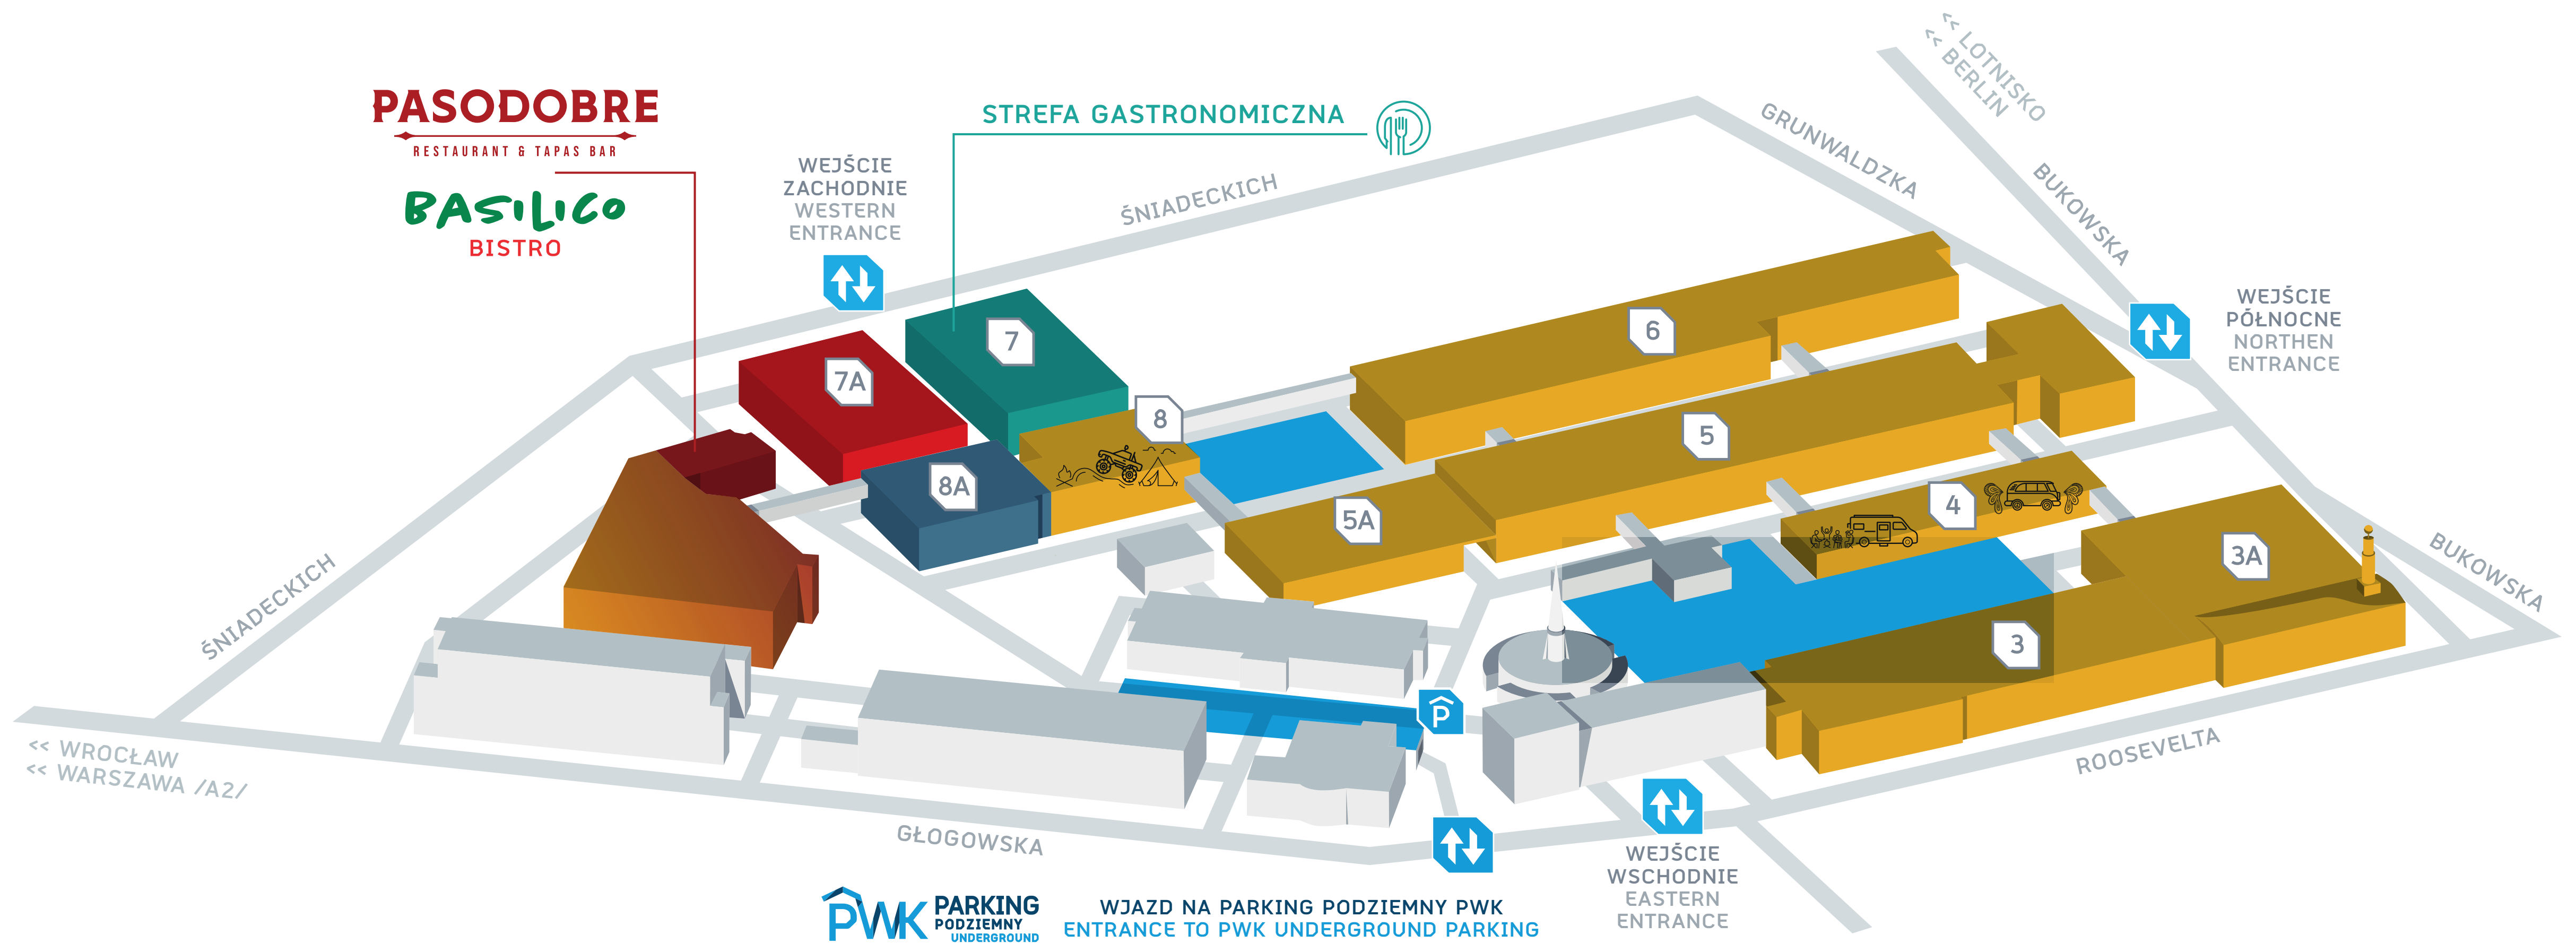 << LOTNISKO
<< BERLIN
PASODOBRE
RESTAURANT & TAPAS BAR
BASILICO
BISTRO
STREFA GASTRONOMICZNA
WEJŚCIE
ZACHODNIE
WESTERN
ENTRANCE
ŚNIADECKICH
GRUNWALDZKA
BUKOWSKA
WEJŚCIE
PÓŁNOCNE
NORTHEN
ENTRANCE
7
7A
6
8
5
8A
5A
4
3A
3
BUKOWSKA
ŚNIADECKICH
P
<< WROCŁAW
<< WARSZAWA /A2/
ROOSEVELTA
GŁOGOWSKA
WEJŚCIE
WSCHODNIE
EASTERN
ENTRANCE
PWK PARKING
PODZIEMNY
UNDERGROUND
WJAZD NA PARKING PODZIEMNY PWK
ENTRANCE TO PWK UNDERGROUND PARKING